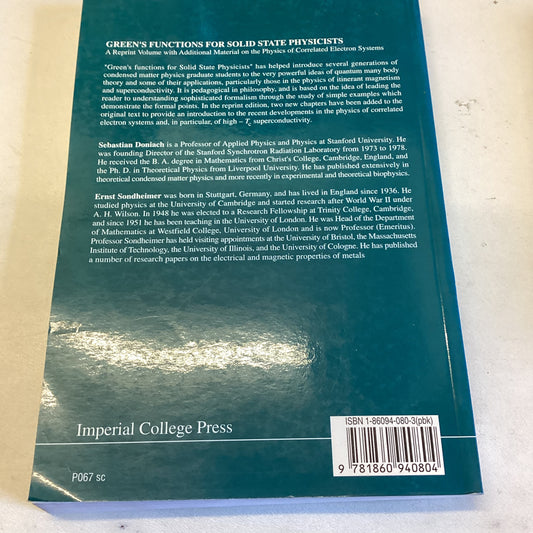 GREEN'S FUNCTIONS FOR SOLID STATE PHYSICISTS
A Reprint Volume with Additional Material on the Physics of Correlated Electron Systems
"Green's functions for Solid State Physicists" has helped introduce several generations of
condensed matter physics graduate students to the very powerful ideas of quantum many body
theory and some of their applications, particularly those in the physics of itinerant magnetism
and superconductivity. It is pedagogical in philosophy, and is based on the idea of leading the
reader to understanding sophisticated formalism through the study of simple examples which
demonstrate the formal points. In the reprint edition, two new chapters have been added to the
original text to provide an introduction to the recent developments in the physics of correlated
electron systems and, in particular, of high – Tc superconductivity.
Sebastian Doniach is a Professor of Applied Physics and Physics at Stanford University. He
was founding Director of the Stanford Synchrotron Radiation Laboratory from 1973 to 1978.
He received the B. A. degree in Mathematics from Christ's College, Cambridge, England, and
the Ph. D. in Theoretical Physics from Liverpool University. He has published extensively in
theoretical condensed matter physics and more recently in experimental and theoretical biophysics.
Ernst Sondheimer was born in Stuttgart, Germany, and has lived in England since 1936. He
studied physics at the University of Cambridge and started research after World War II under
A. H. Wilson. In 1948 he was elected to a Research Fellowship at Trinity College, Cambridge,
and since 1951 he has been teaching in the University of London. He was Head of the Department
of Mathematics at Westfield College, University of London and is now Professor (Emeritus).
Professor Sondheimer has held visiting appointments at the University of Bristol, the Massachusetts
Institute of Technology, the University of Illinois, and the University of Cologne. He has published
a number of research papers on the electrical and magnetic properties of metals
Imperial College Press
P067 sc
ISBN 1-86094-080-3(pbk)
9 781860 940804